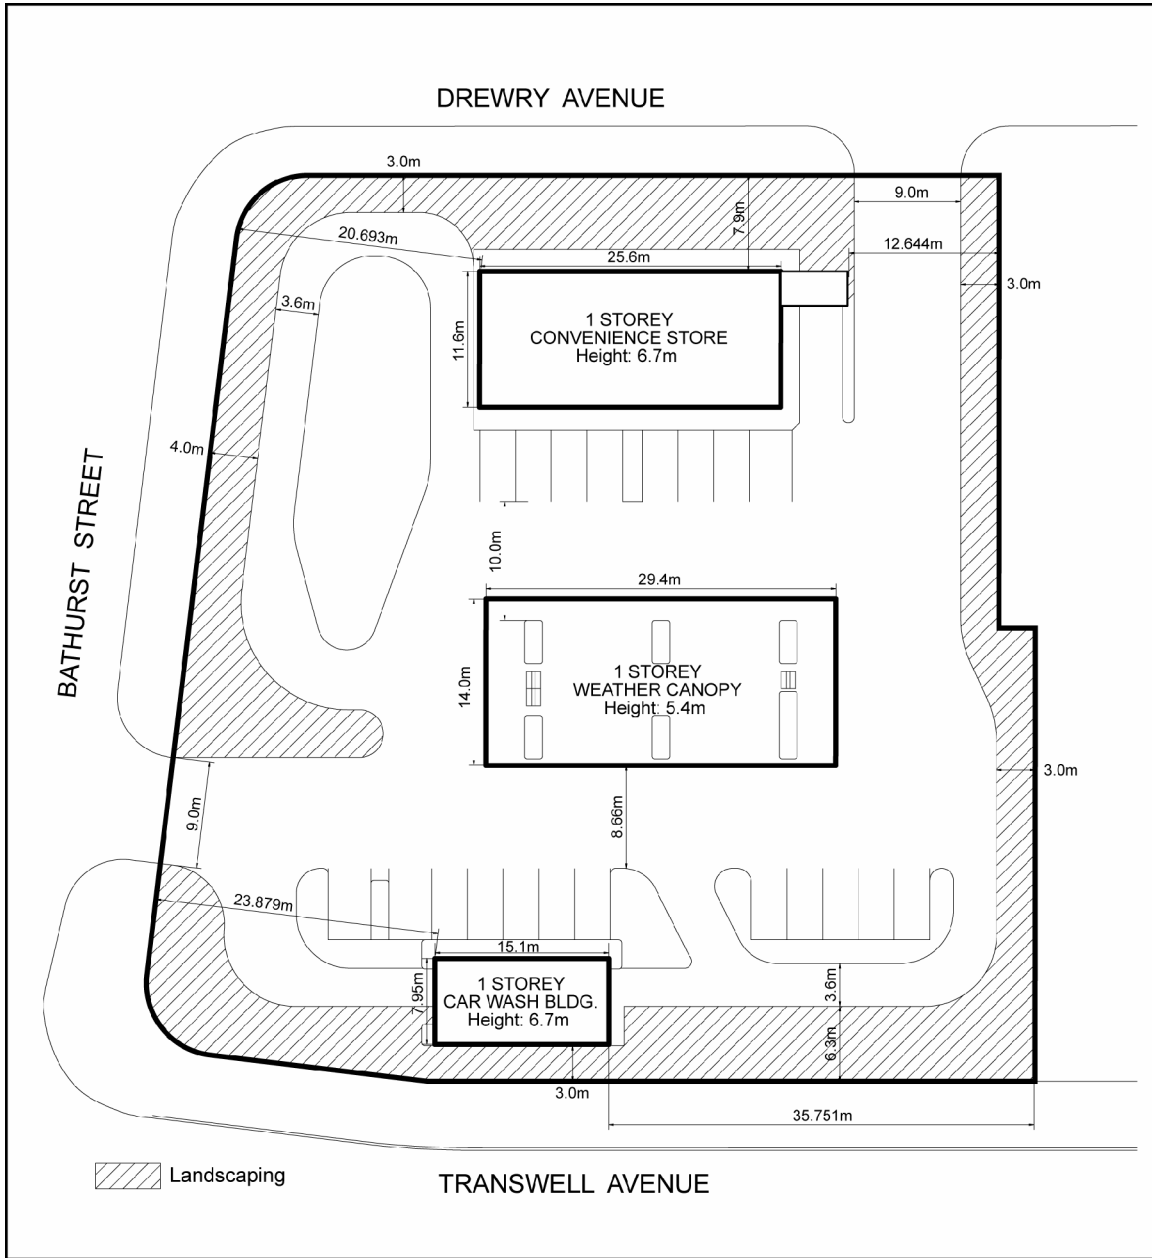 DREWRY AVENUE
3.0m
9.0m
7.9m
20.693m
12.644m
25.6m
3.0m
3.6m
11.6m
1 STOREY
CONVENIENCE STORE
Height: 6.7m
4.0m
BATHURST STREET
10.0m
29.4m
14.0m
1 STOREY
WEATHER CANOPY
Height: 5.4m
3.0m
9.0m
8.66m
23.879m
15.1m
7.95m
1 STOREY
CAR WASH BLDG.
Height: 6.7m
3.6m
6.3m
3.0m
35.751m
Landscaping
TRANSWELL AVENUE